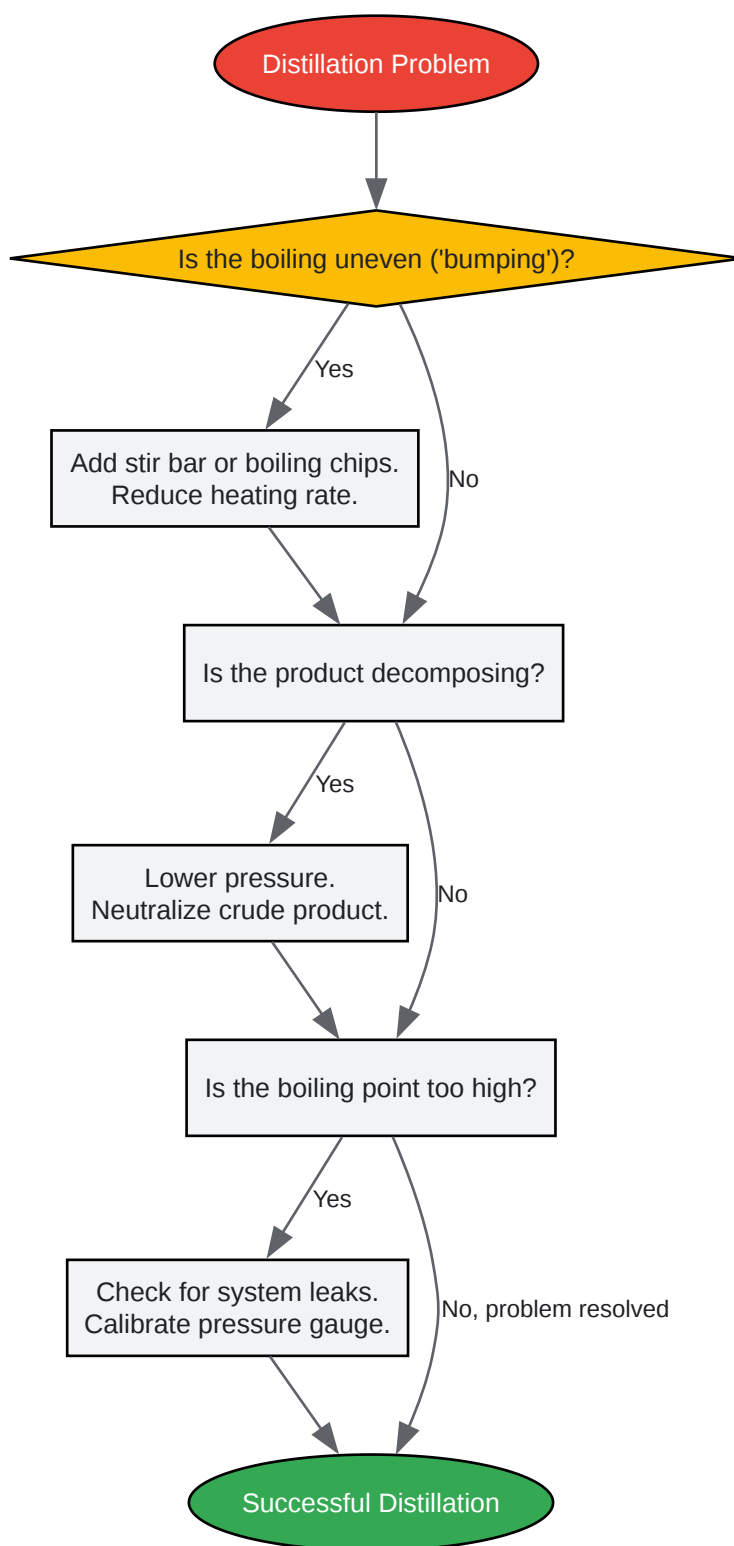 Distillation Problem
Is the boiling uneven ('bumping')?
Yes
Add stir bar or boiling chips.
Reduce heating rate.
No
Is the product decomposing?
Yes
Lower pressure.
Neutralize crude product.
No
Is the boiling point too high?
Yes
Check for system leaks.
Calibrate pressure gauge.
No, problem resolved
Successful Distillation